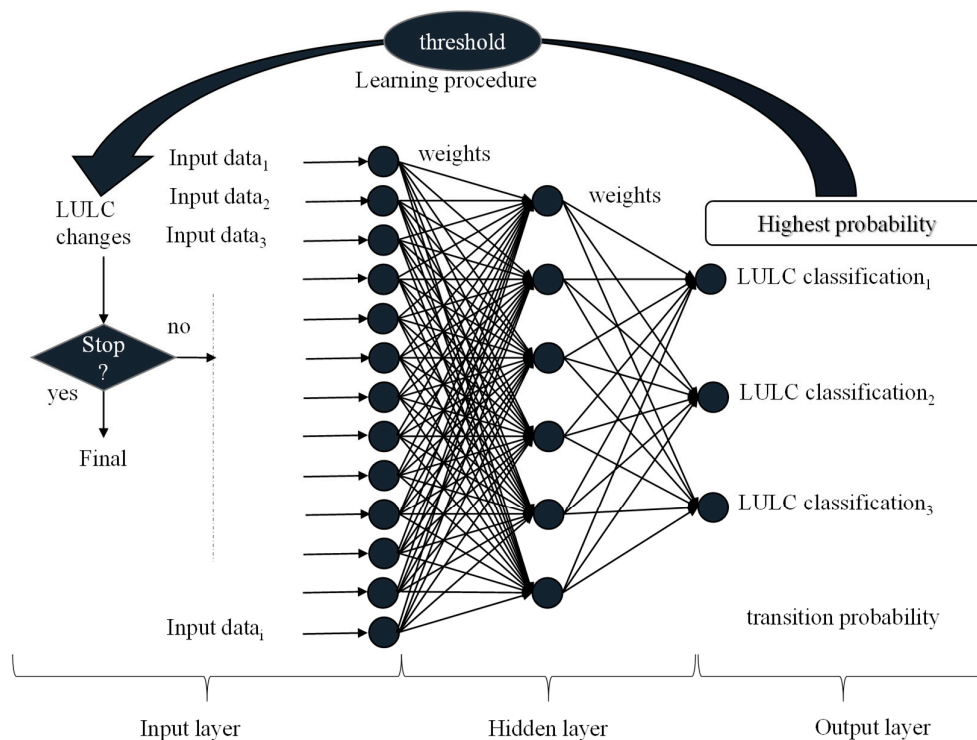 threshold
Learning procedure
Input data₁
weights
Input data₂
weights
LULC
changes
Input data₃
Highest probability
LULC classification₁
no
Stop
?
yes
LULC classification₂
Final
LULC classification₃
Input dataᵢ
transition probability
Input layer
Hidden layer
Output layer